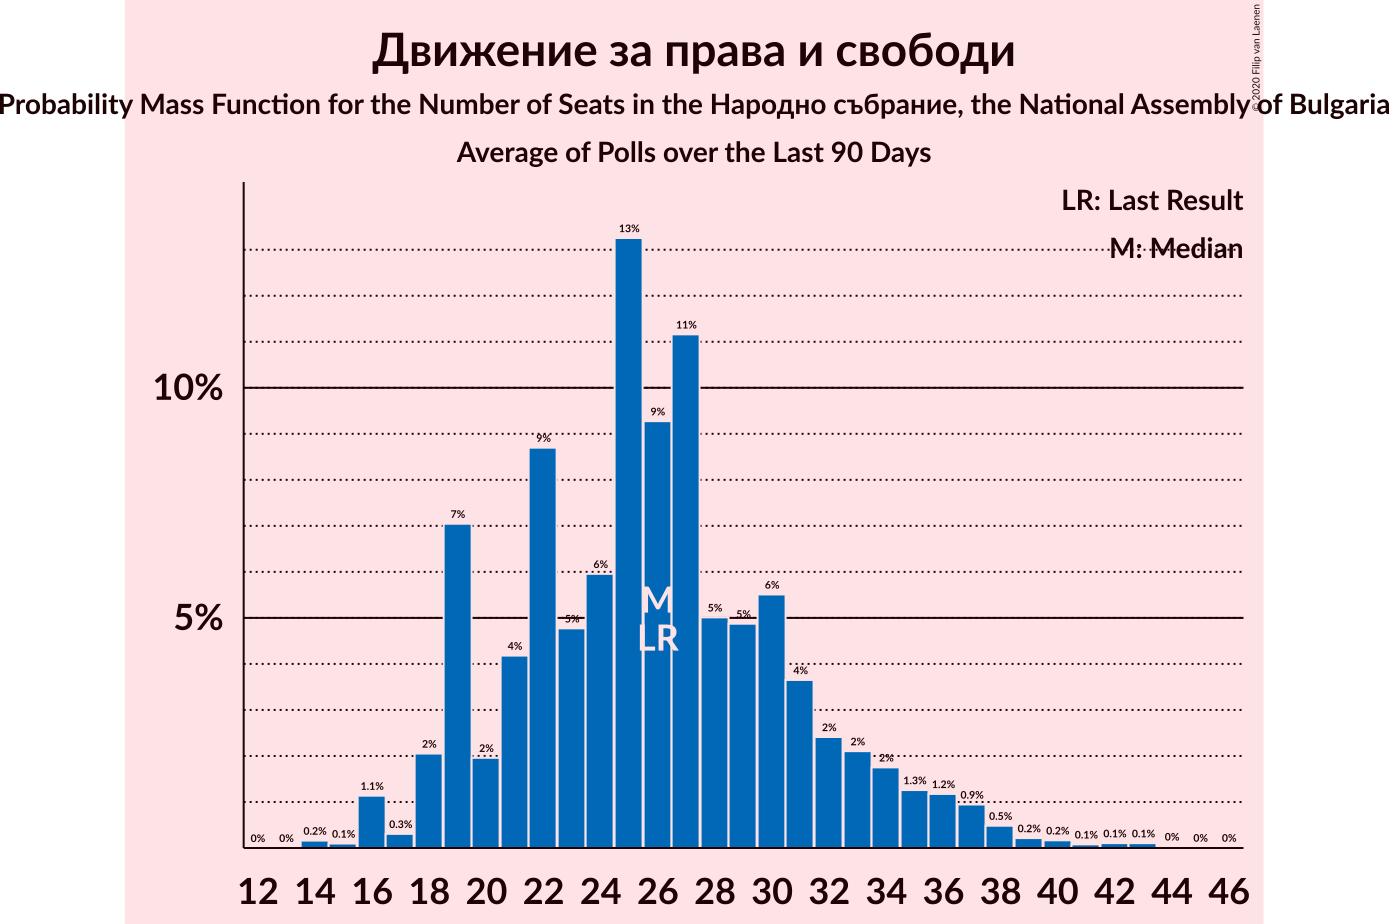 © 2020 Filip van Laenen
Движение за права и свободи
Probability Mass Function for the Number of Seats in the Народно събрание, the National Assembly of Bulgaria
Average of Polls over the Last 90 Days
LR: Last Result
M: Median
13%
11%
10%
9%
9%
7%
6%
6%
M
5%
5%
5%
5%
LR
4%
4%
2%
2%
2%
2%
2%
1.1%
1.3%
1.2%
0.9%
0.5%
0% 0% 0.2% 0.1% 0.3% 0.2% 0.2% 0.1% 0.1% 0.1% 0% 0% 0%
12 14 16 18 20 22 24 26 28 30 32 34 36 38 40 42 44 46